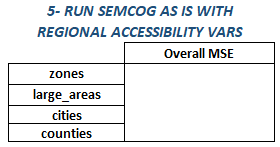 5- RUN SEMCOG AS IS WITH
REGIONAL ACCESSIBILITY VARS
Overall MSE
zones
large_areas
cities
counties